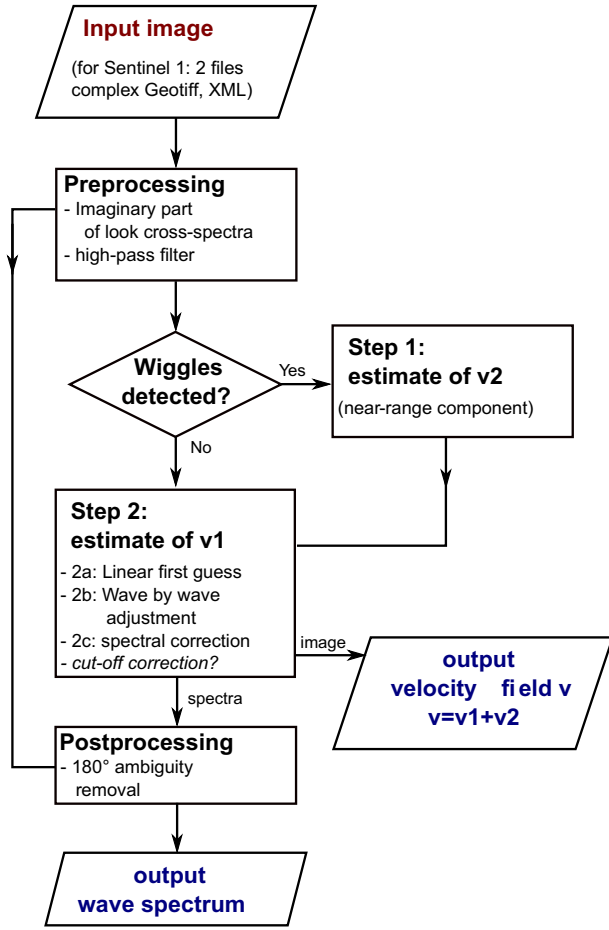 Input image
(for Sentinel 1: 2 files
complex Geotiff, XML)
Preprocessing
- Imaginary part
of look cross-spectra
- high-pass filter
Wiggles
detected?
Yes
No
Step 1:
estimate of v2
(near-range component)
Step 2:
estimate of v1
- 2a: Linear first guess
- 2b: Wave by wave
adjustment
- 2c: spectral correction
- cut-off correction?
image
output
velocity field v
v=v1+v2
spectra
Postprocessing
- 180° ambiguity
removal
output
wave spectrum